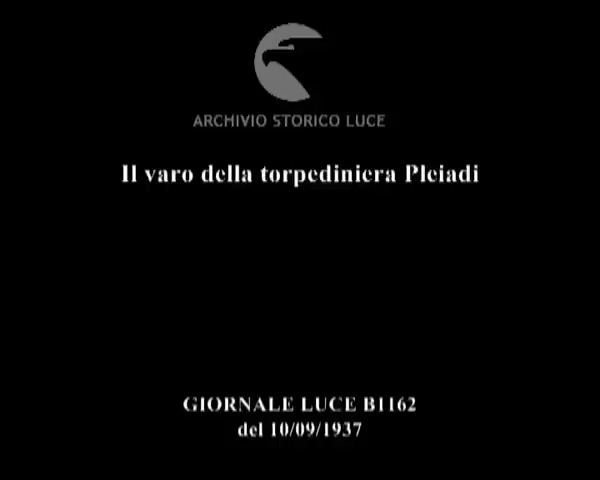 ARCHIVIO STORICO LUCE
Il varo della torpediniera Pleiadi
GIORNALE LUCE B1162
del 10/09/1937